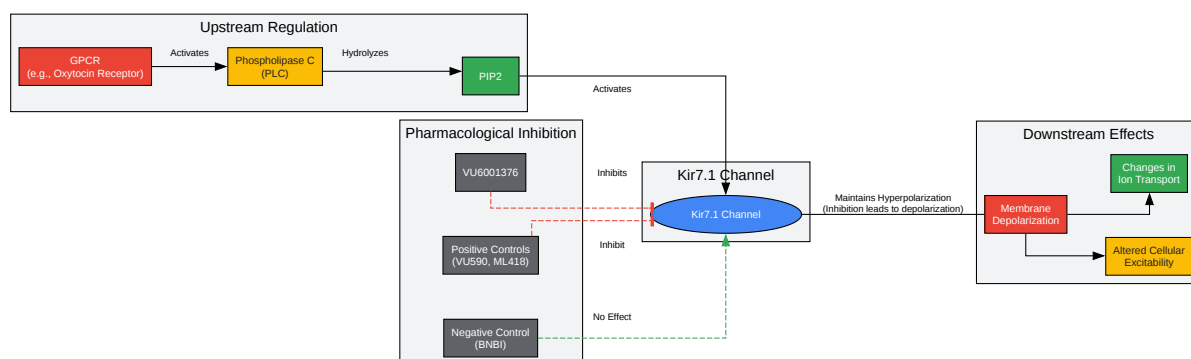 Upstream Regulation
GPCR
(e.g., Oxytocin Receptor)
Activates
Phospholipase C
(PLC)
Hydrolyzes
PIP2
Activates
Pharmacological Inhibition
VU6001376
Inhibits
Positive Controls
(VU590, ML418)
Inhibit
Negative Control
(BNBI)
No Effect
Kir7.1 Channel
Kir7.1 Channel
Maintains Hyperpolarization
(Inhibition leads to depolarization)
Downstream Effects
Membrane
Depolarization
Changes in
Ion Transport
Altered Cellular
Excitability